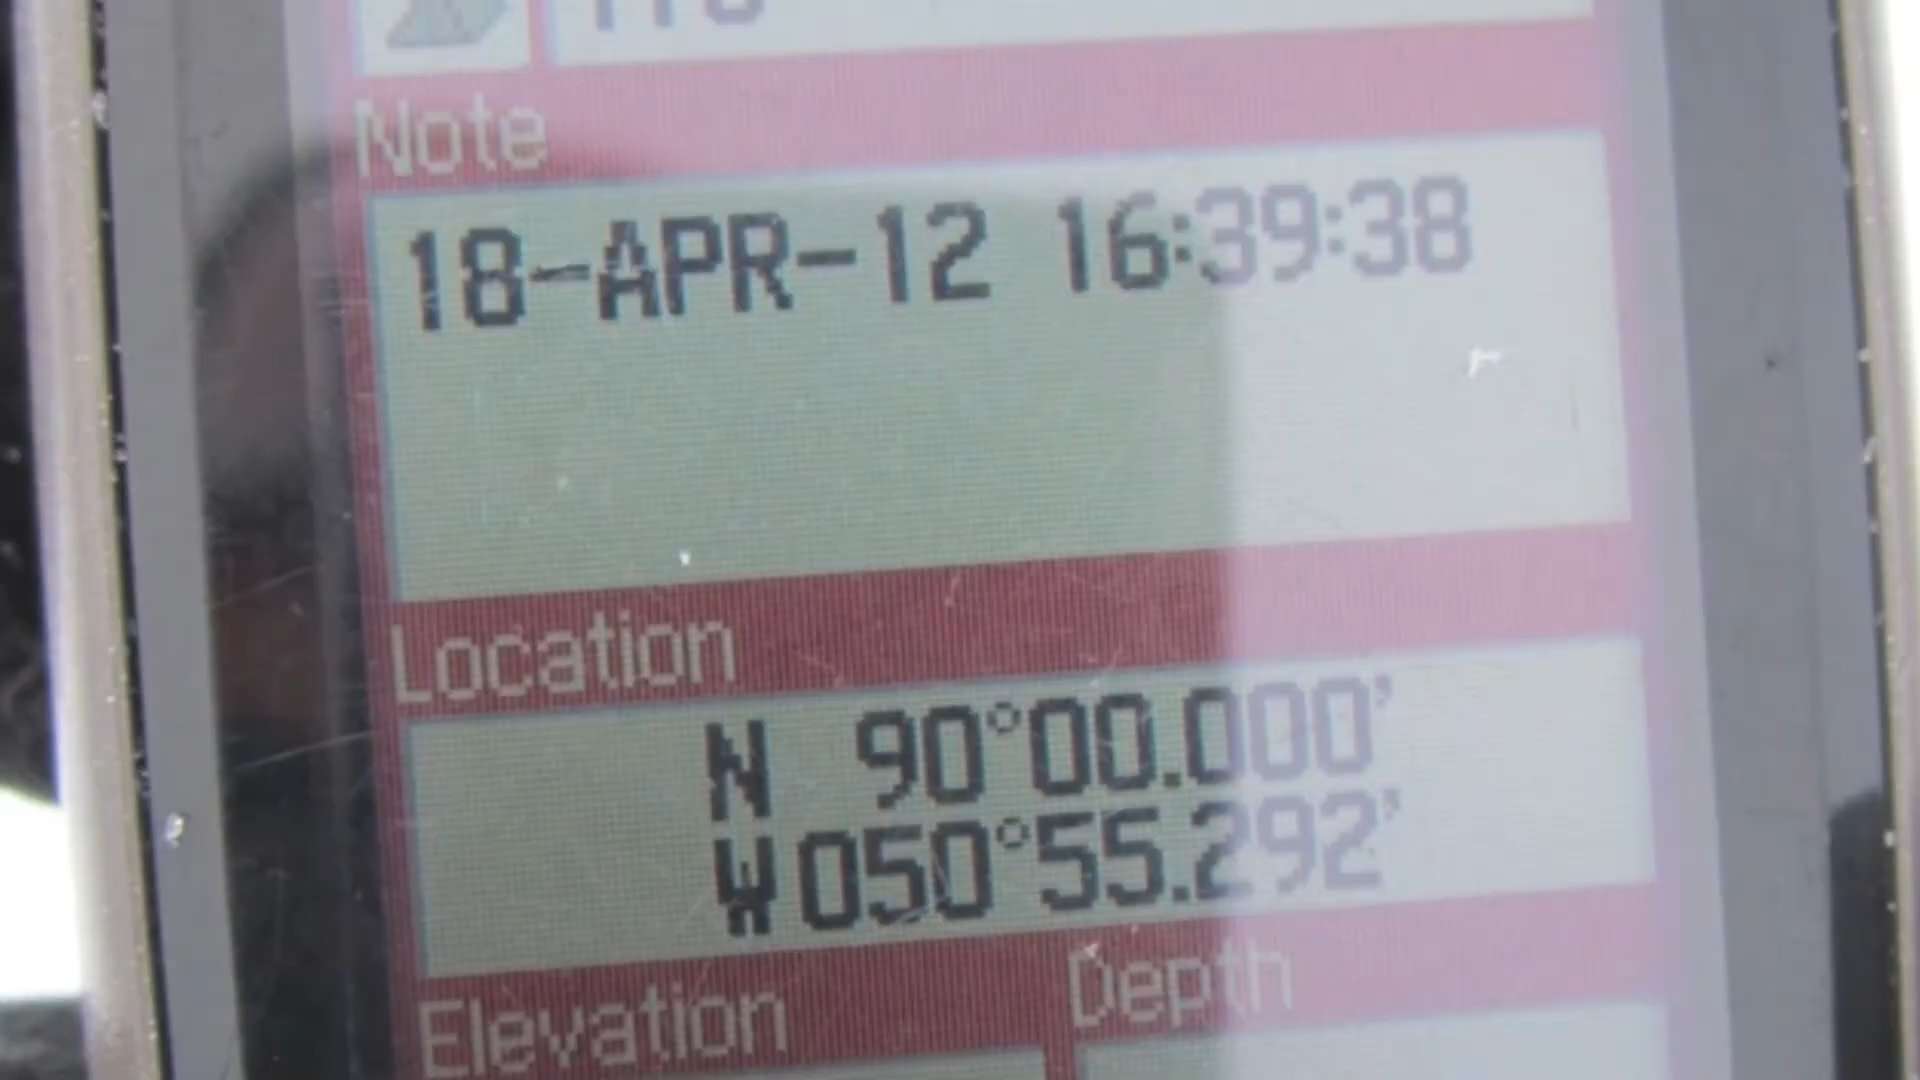 Note
18-APR-12 16:39:38
Location
N 90°00.000'
W050°55.292'
Elevation
Depth